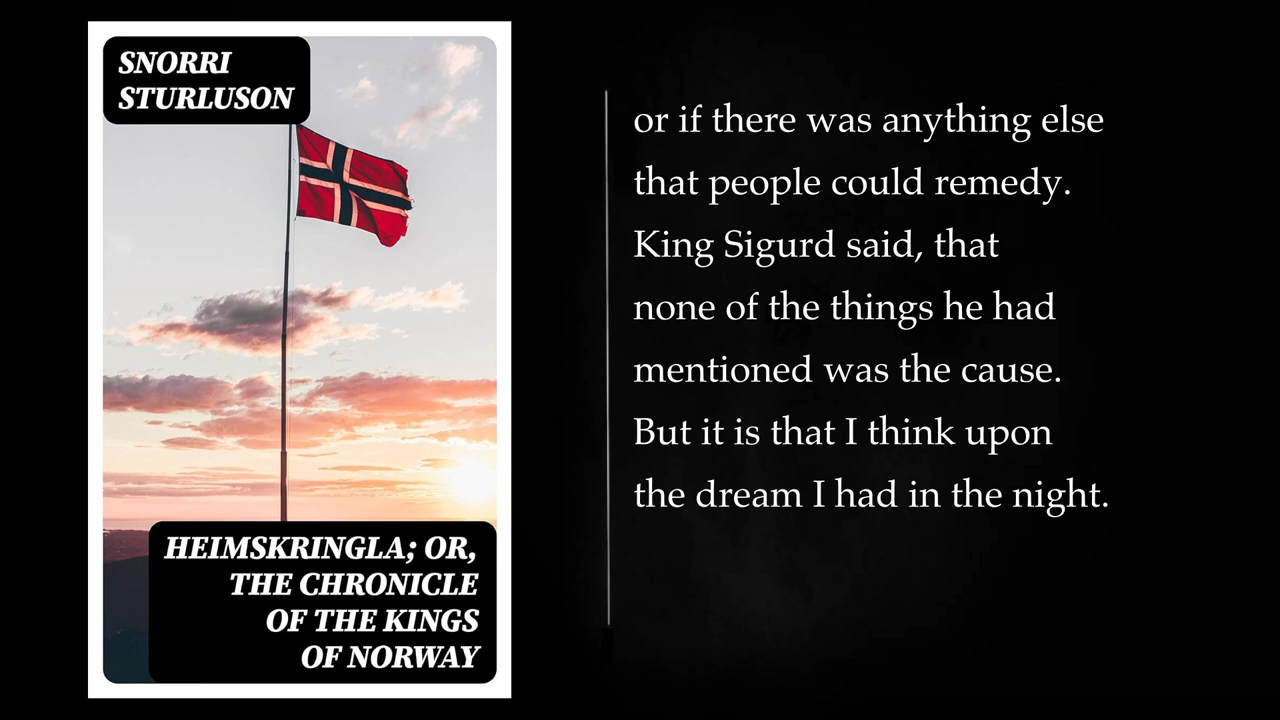 SNORRI
STURLUSON
HEIMSKRINGLA; OR,
THE CHRONICLE
OF THE KINGS
OF NORWAY
or if there was anything else
that people could remedy.
King Sigurd said, that
none of the things he had
mentioned was the cause.
But it is that I think upon
the dream I had in the night.